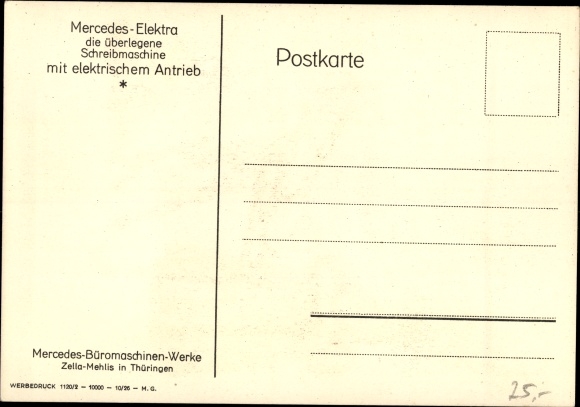 Mercedes-Elektra
die überlegene
Schreibmaschine
mit elektrischem Antrieb
*
Postkarte
Mercedes-Büromaschinen-Werke
Zella-Mehlis in Thüringen
WERBEDRUCK 1120/2 — 10000 — 10/26 — M. G.
25,-